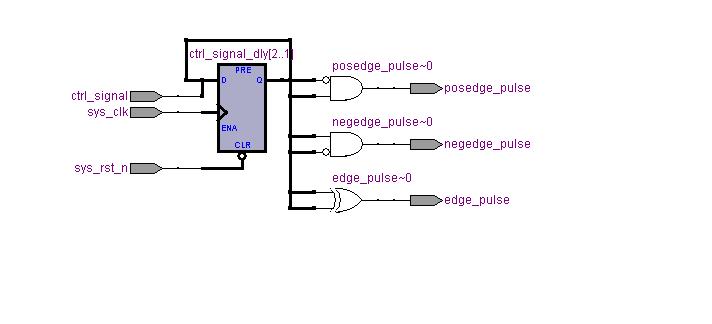 ctrl_signal_dly[2..1]
PRE
D
Q
ENA
CLR
ctrl_signal
sys_clk
sys_rst_n
posedge_pulse~0
posedge_pulse
negedge_pulse~0
negedge_pulse
edge_pulse~0
edge_pulse